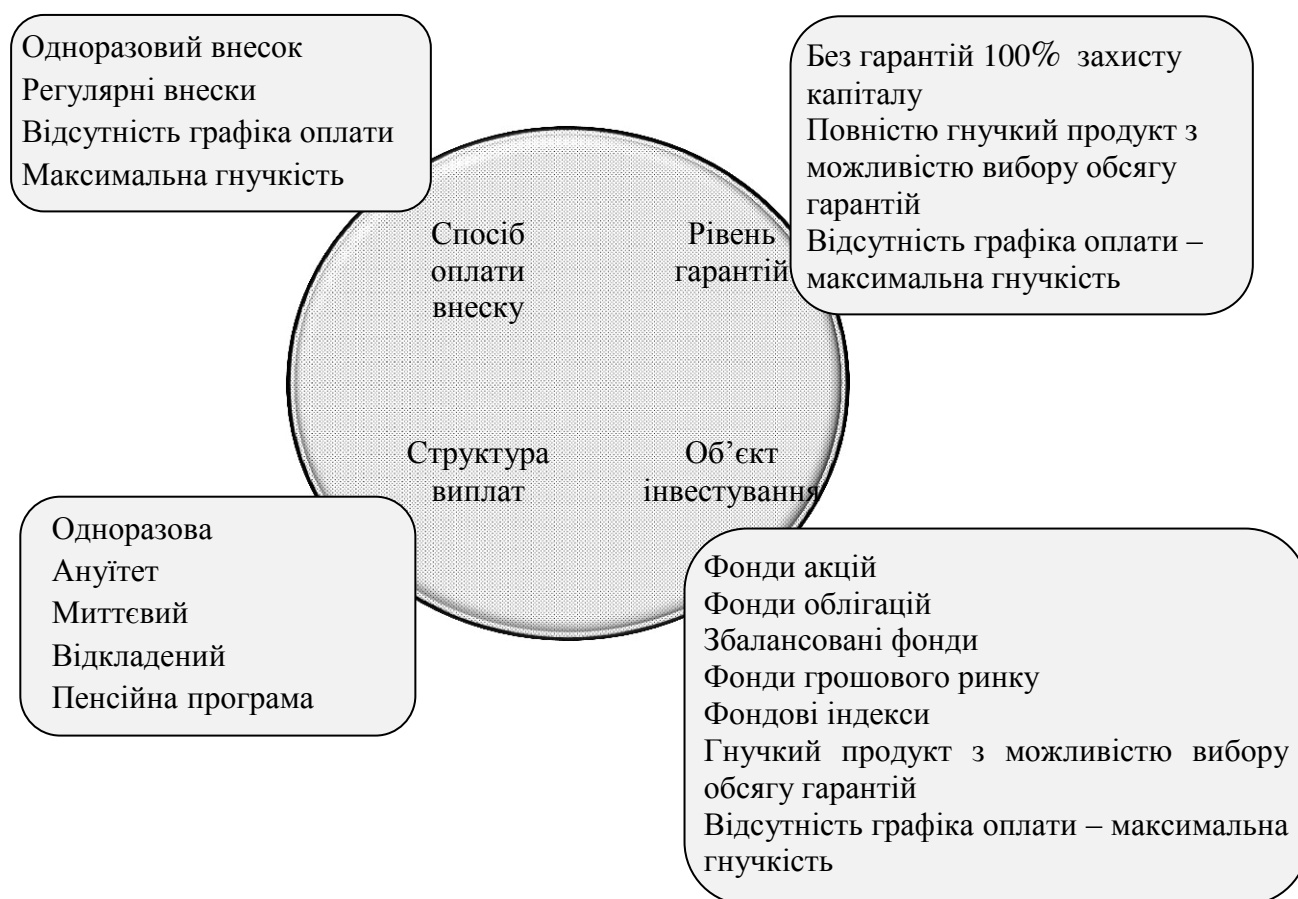 Одноразовий внесок
Регулярні внески
Відсутність графіка оплати
Максимальна гнучкість
Без гарантій 100% захисту
капіталу
Повністю гнучкий продукт з
можливістю вибору обсягу
гарантій
Відсутність графіка оплати –
максимальна гнучкість
Спосіб
оплати
внеску
Рівень
гарантій
Структура
виплат
Об’єкт
інвестування
Одноразова
Ануїтет
Миттєвий
Відкладений
Пенсійна програма
Фонди акцій
Фонди облігацій
Збалансовані фонди
Фонди грошового ринку
Фондові індекси
Гнучкий продукт з можливістю вибору
обсягу гарантій
Відсутність графіка оплати – максимальна
гнучкість